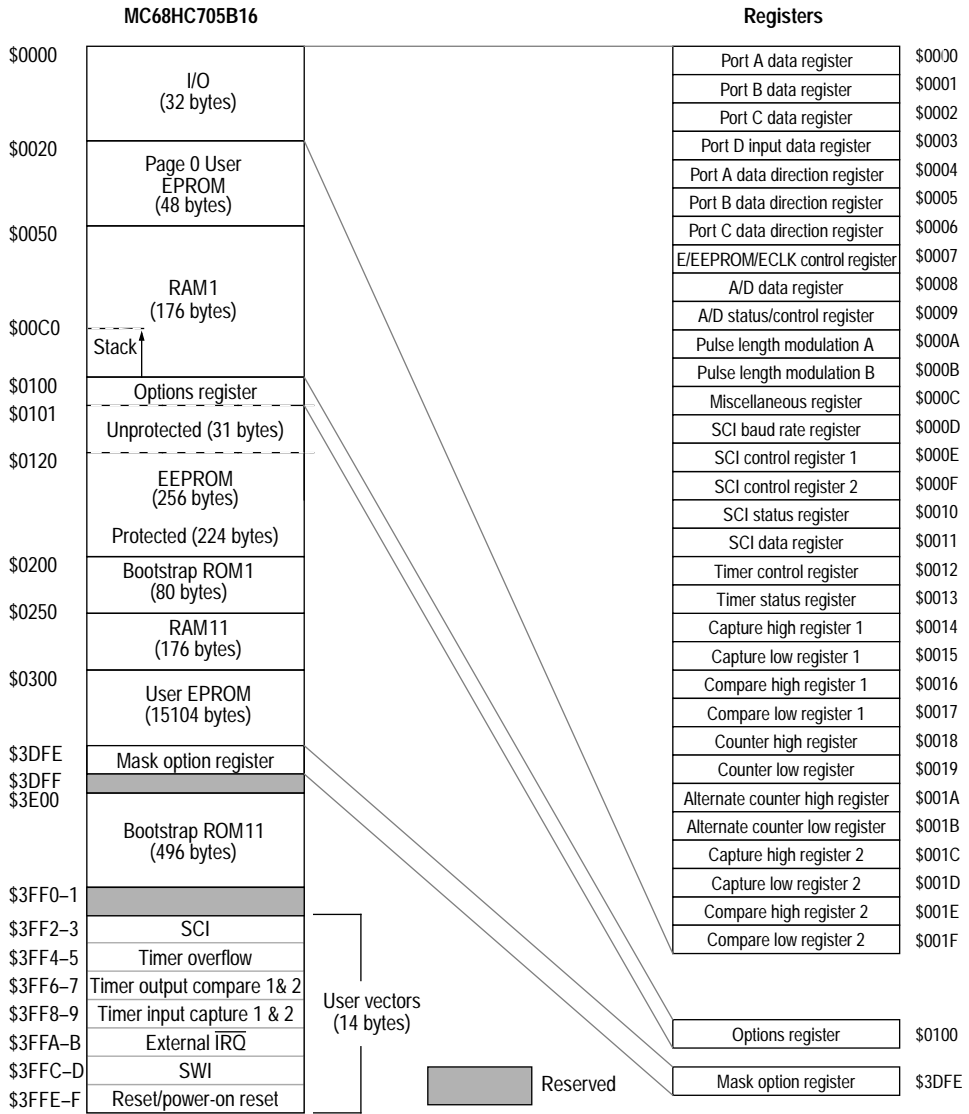 MC68HC705B16
Registers
$0000
I/O
(32 bytes)
$0020
Page 0 User
EPROM
(48 bytes)
$0050
RAM1
(176 bytes)
$00C0
Stack
$0100
Options register
$0101
Unprotected (31 bytes)
$0120
EEPROM
(256 bytes)
Protected (224 bytes)
$0200
Bootstrap ROM1
(80 bytes)
$0250
RAM11
(176 bytes)
$0300
User EPROM
(15104 bytes)
$3DFE
Mask option register
$3DFF
$3E00
Bootstrap ROM11
(496 bytes)
$3FF0–1
$3FF2–3 SCI
$3FF4–5 Timer overflow
$3FF6–7 Timer output compare 1& 2
$3FF8–9 Timer input capture 1 & 2
$3FFA–B External IRQ
$3FFC–D SWI
$3FFE–F Reset/power-on reset
User vectors
(14 bytes)
Reserved
Port A data register $0000
Port B data register $0001
Port C data register $0002
Port D input data register $0003
Port A data direction register $0004
Port B data direction register $0005
Port C data direction register $0006
E/EEPROM/ECLK control register $0007
A/D data register $0008
A/D status/control register $0009
Pulse length modulation A $000A
Pulse length modulation B $000B
Miscellaneous register $000C
SCI baud rate register $000D
SCI control register 1 $000E
SCI control register 2 $000F
SCI status register $0010
SCI data register $0011
Timer control register $0012
Timer status register $0013
Capture high register 1 $0014
Capture low register 1 $0015
Compare high register 1 $0016
Compare low register 1 $0017
Counter high register $0018
Counter low register $0019
Alternate counter high register $001A
Alternate counter low register $001B
Capture high register 2 $001C
Capture low register 2 $001D
Compare high register 2 $001E
Compare low register 2 $001F
Options register $0100
Mask option register $3DFE